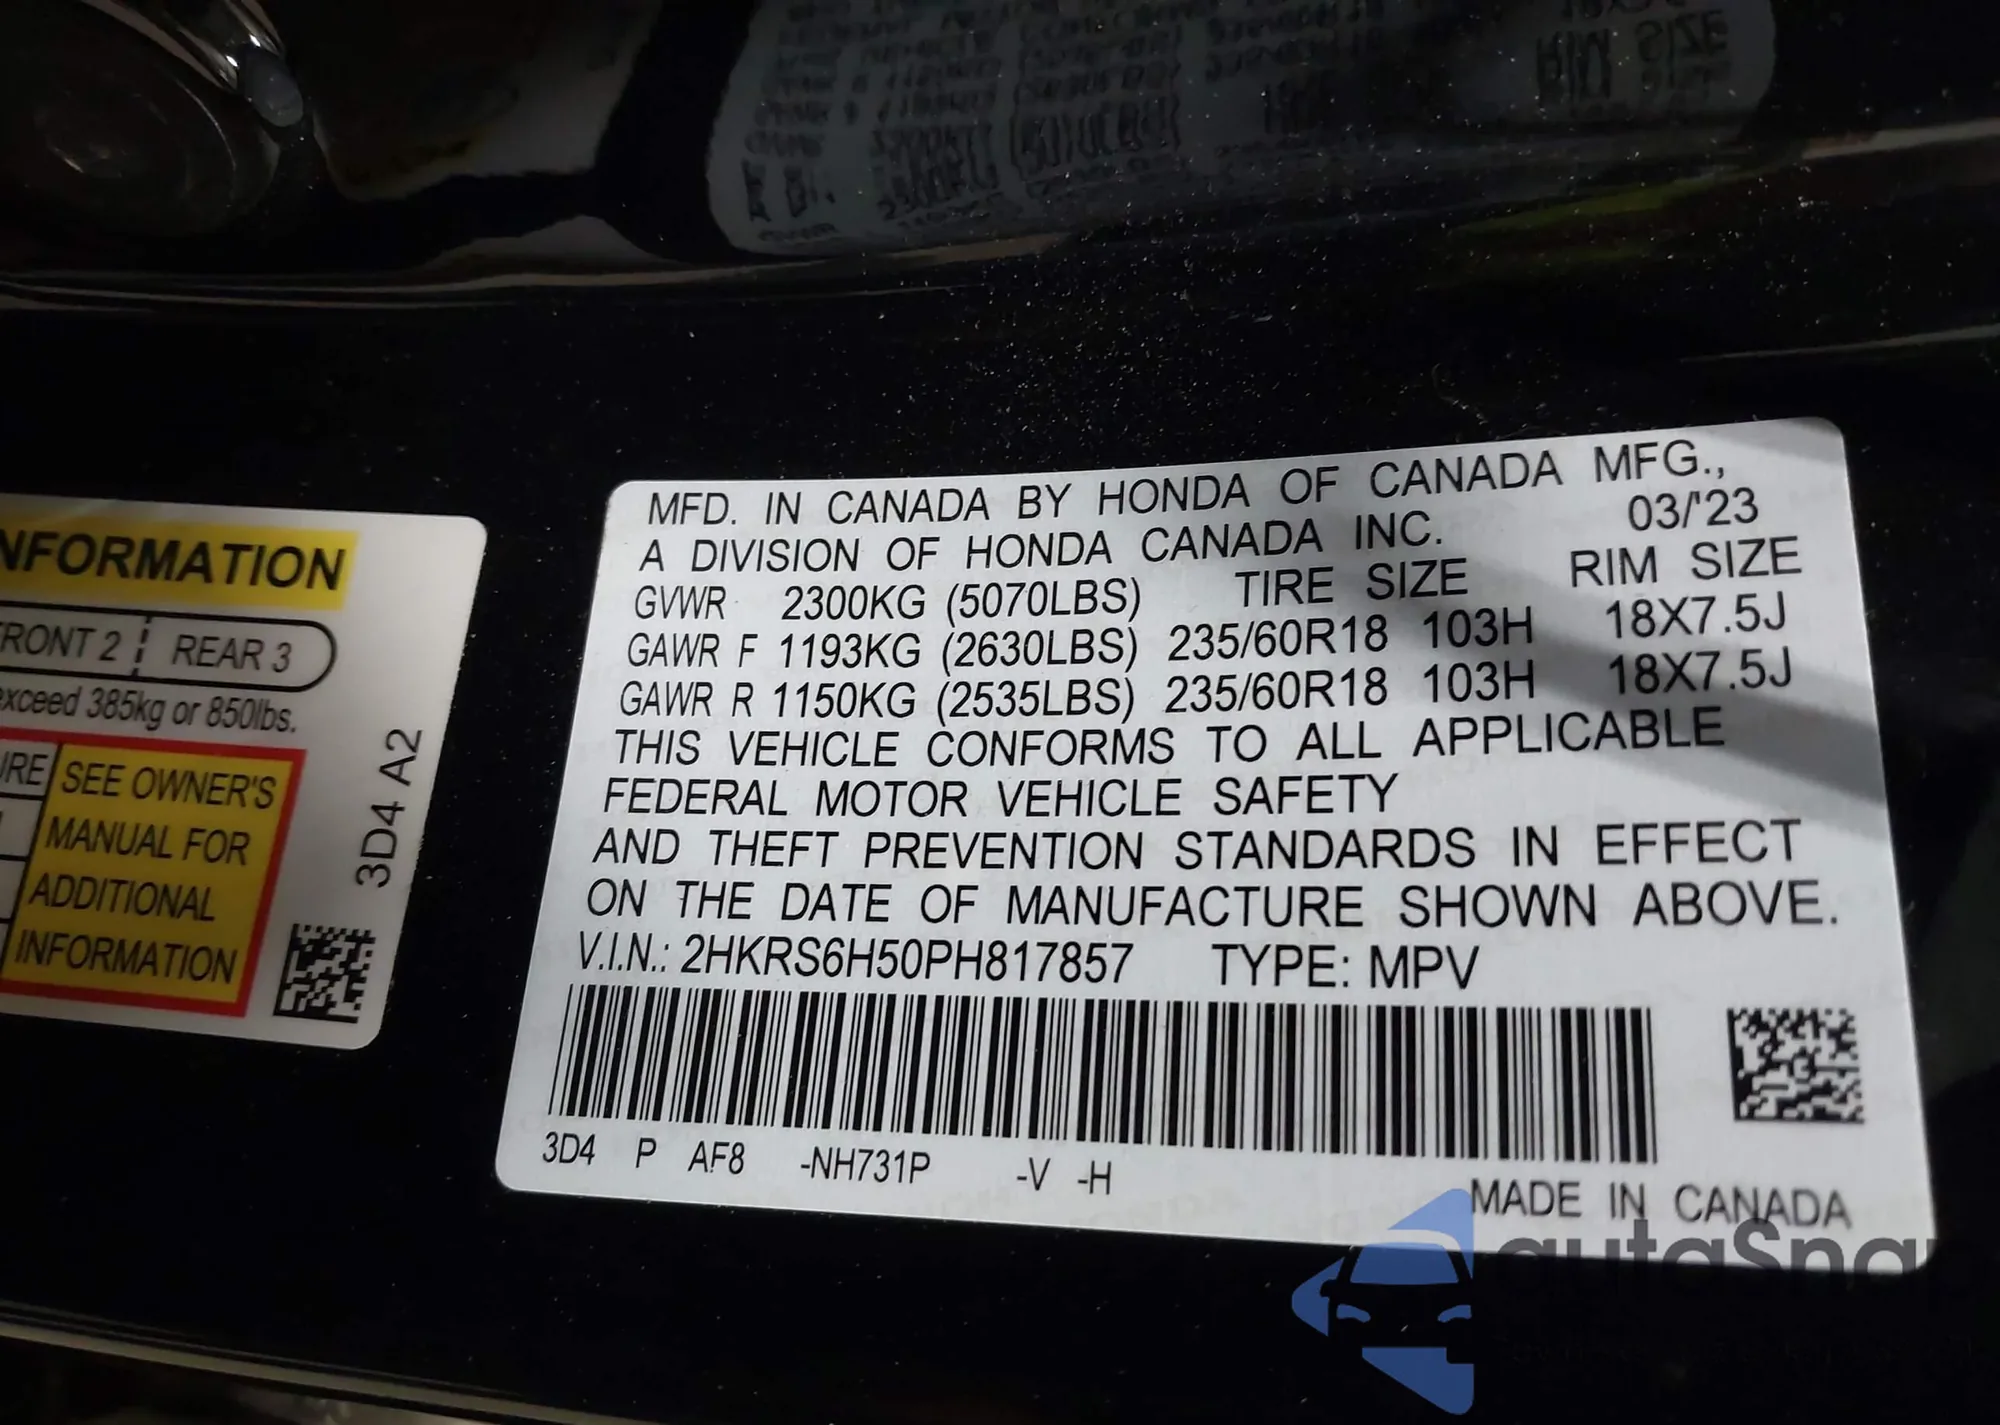 NFORMATION
FRONT 2 REAR 3
exceed 385kg or 850lbs.
SEE OWNER'S
MANUAL FOR
ADDITIONAL
INFORMATION
3D4 A2
MFD. IN CANADA BY HONDA OF CANADA MFG.,
A DIVISION OF HONDA CANADA INC. 03/'23
GVWR 2300KG (5070LBS) TIRE SIZE RIM SIZE
GAWR F 1193KG (2630LBS) 235/60R18 103H 18X7.5J
GAWR R 1150KG (2535LBS) 235/60R18 103H 18X7.5J
THIS VEHICLE CONFORMS TO ALL APPLICABLE
FEDERAL MOTOR VEHICLE SAFETY
AND THEFT PREVENTION STANDARDS IN EFFECT
ON THE DATE OF MANUFACTURE SHOWN ABOVE.
V.I.N.: 2HKRS6H50PH817857 TYPE: MPV
3D4 P AF8 -NH731P -V -H
MADE IN CANADA
autoSnap